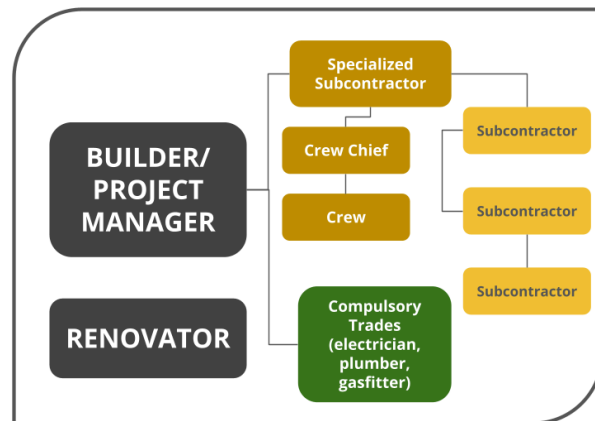 Specialized
Subcontractor
BUILDER/
PROJECT
MANAGER
Crew Chief
Crew
Subcontractor
Subcontractor
Subcontractor
RENOVATOR
Compulsory
Trades
(electrician,
plumber,
gasfitter)